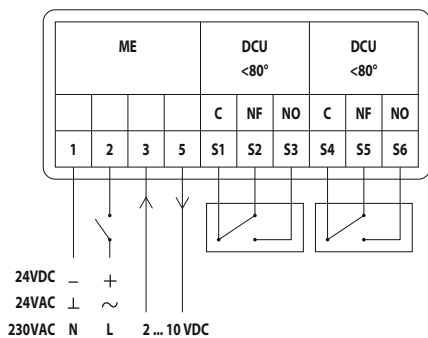 ME DCU DCU
<80° <80°
C NF NO C NF NO
1 2 3 5 S1 S2 S3 S4 S5 S6
24VDC – +
24VAC ⊥ ~
230VAC N L 2 ... 10 VDC